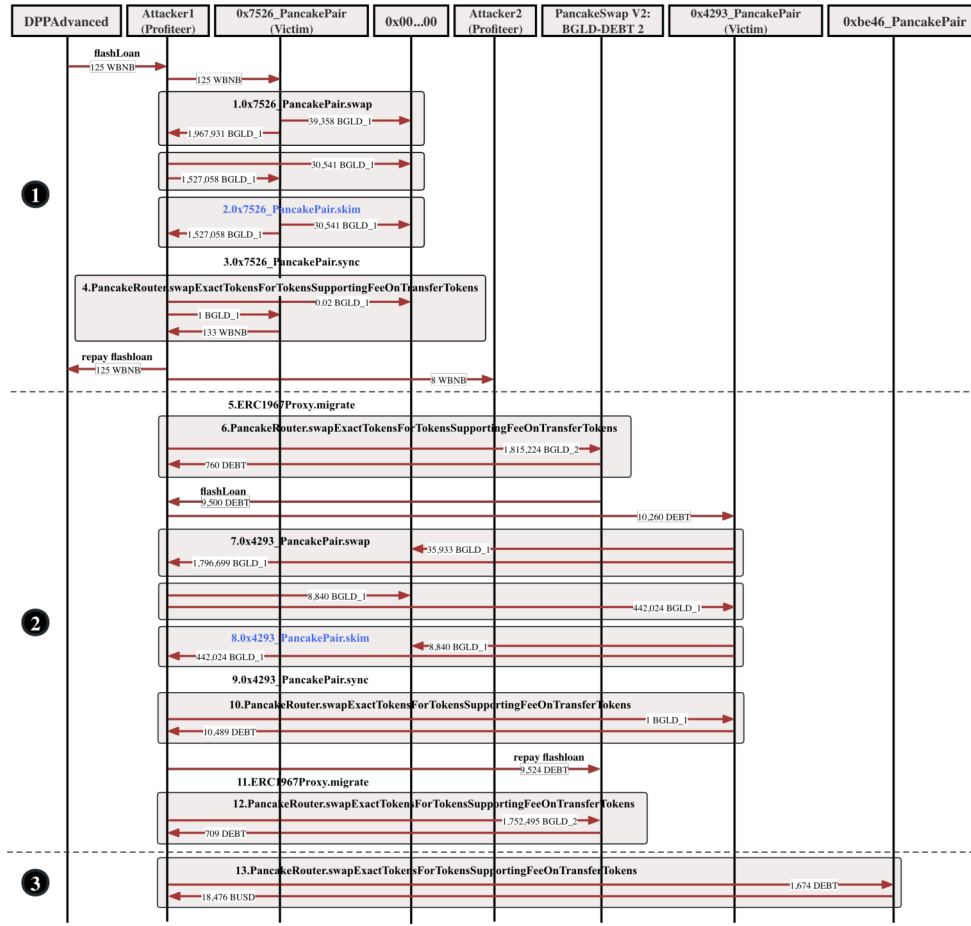 DPPAdvanced
Attacker1
(Profiteer)
0x7526_PancakePair
(Victim)
0x00...00
Attacker2
(Profiteer)
PancakeSwap V2:
BGLD-DEBT 2
0x4293_PancakePair
(Victim)
0xbe46_PancakePair
flashLoan
125 WBNB
125 WBNB
1.0x7526_PancakePair.swap
39,358 BGLD_1
1,967,931 BGLD_1
30,541 BGLD_1
1,527,058 BGLD_1
1
2.0x7526_PancakePair.skim
30,541 BGLD_1
1,527,058 BGLD_1
3.0x7526_PancakePair.sync
4.PancakeRouter.swapExactTokensForTokensSupportingFeeOnTransferTokens
0.02 BGLD_1
1 BGLD_1
133 WBNB
repay flashloan
125 WBNB
8 WBNB
5.ERC1967Proxy.migrate
6.PancakeRouter.swapExactTokensForTokensSupportingFeeOnTransferTokens
1,815,224 BGLD_2
760 DEBT
flashLoan
9,500 DEBT
10,260 DEBT
7.0x4293_PancakePair.swap
35,933 BGLD_1
1,796,699 BGLD_1
8,840 BGLD_1
442,024 BGLD_1
2
8.0x4293_PancakePair.skim
8,840 BGLD_1
442,024 BGLD_1
9.0x4293_PancakePair.sync
10.PancakeRouter.swapExactTokensForTokensSupportingFeeOnTransferTokens
1 BGLD_1
10,489 DEBT
repay flashloan
9,524 DEBT
11.ERC1967Proxy.migrate
12.PancakeRouter.swapExactTokensForTokensSupportingFeeOnTransferTokens
1,752,495 BGLD_2
709 DEBT
3
13.PancakeRouter.swapExactTokensForTokensSupportingFeeOnTransferTokens
1,674 DEBT
18,476 BUSD